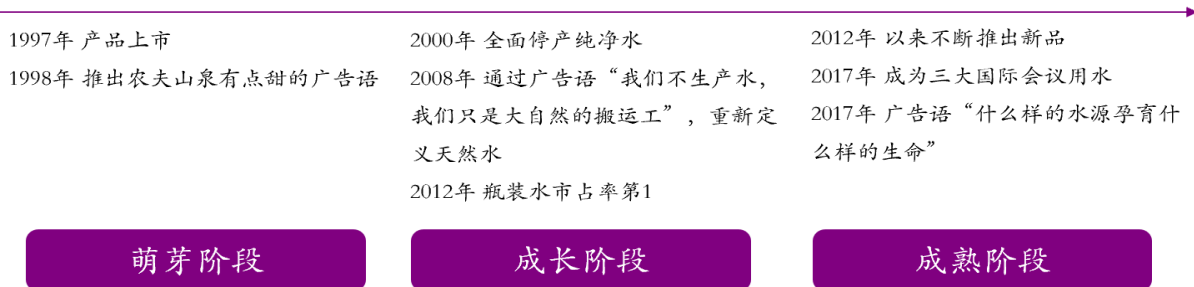 1997年 产品上市
1998年 推出农夫山泉有点甜的广告语
2000年 全面停产纯净水
2008年 通过广告语“我们不生产水，
我们只是大自然的搬运工”，重新定
义天然水
2012年 瓶装水市占率第1
2012年 以来不断推出新品
2017年 成为三大国际会议用水
2017年 广告语“什么样的水源孕育什
么样的生命”
萌芽阶段
成长阶段
成熟阶段